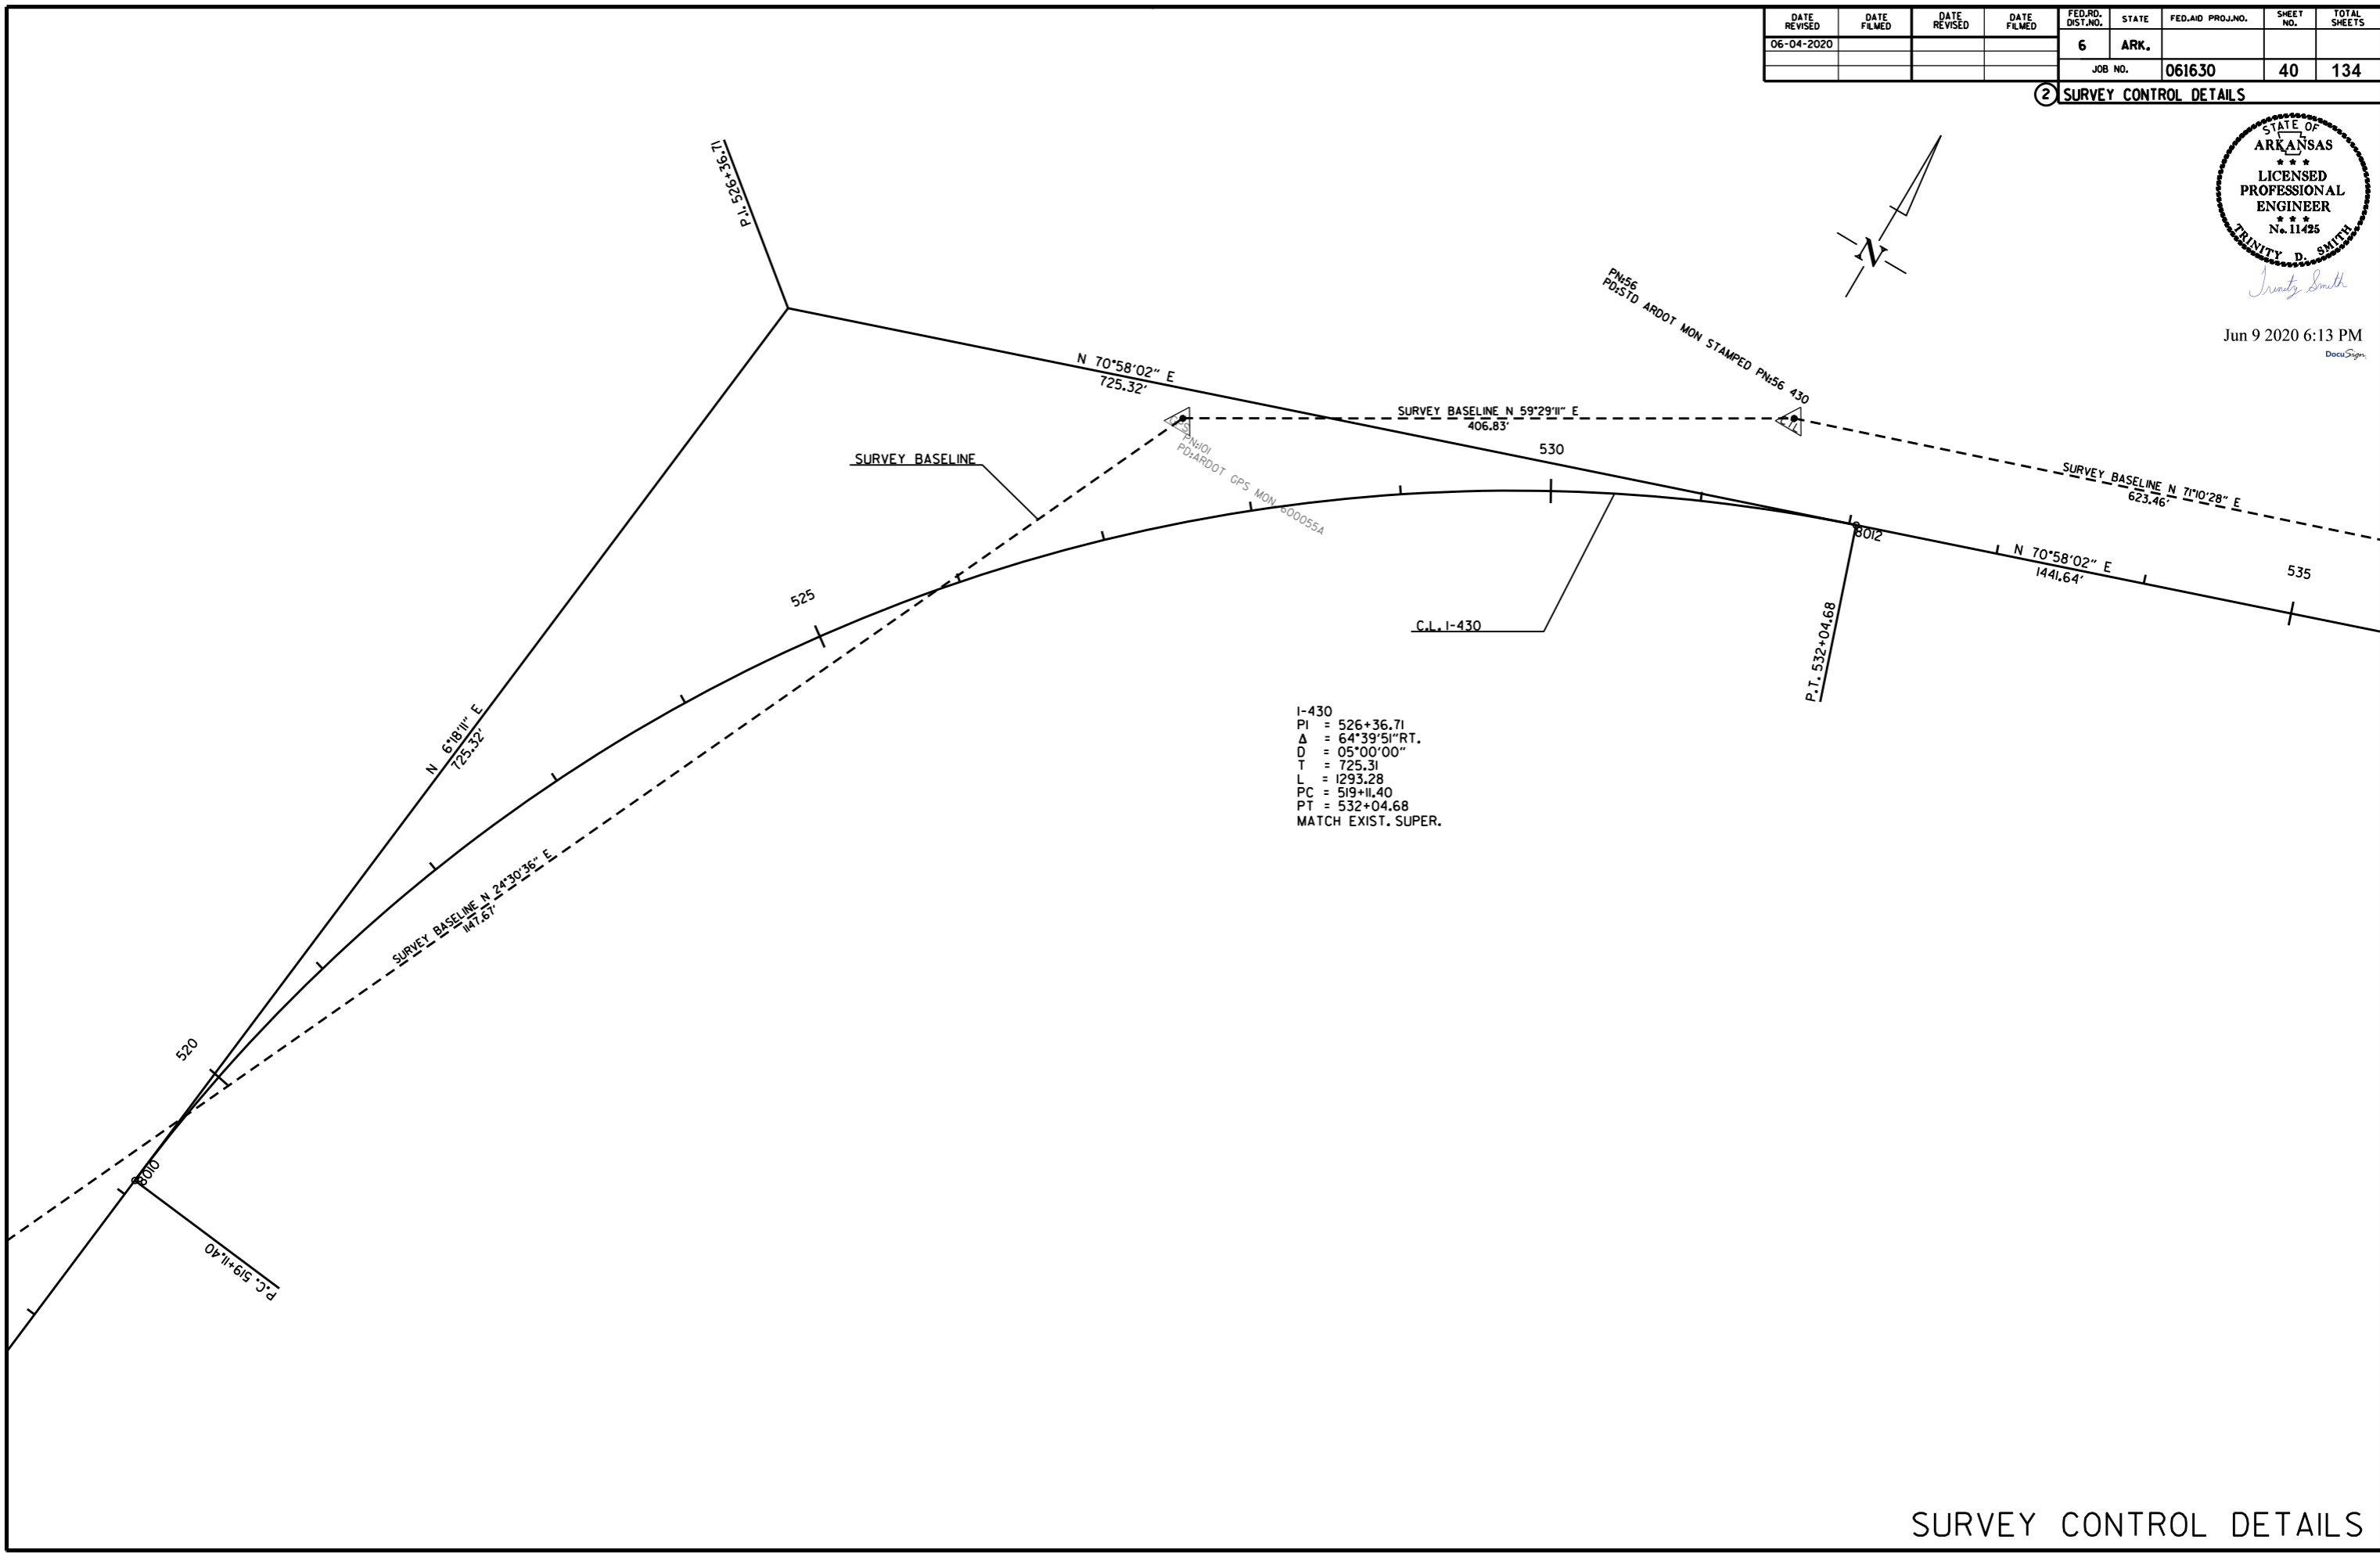 DATE REVISED
DATE FILMED
DATE REVISED
DATE FILMED
FED.RD. DIST.NO.
STATE
FED.AID PROJ.NO.
SHEET NO.
TOTAL SHEETS
06-04-2020
6
ARK.
JOB NO.
061630
40
134
2
SURVEY CONTROL DETAILS
STATE OF
ARKANSAS
* * *
LICENSED
PROFESSIONAL
ENGINEER
* * *
No. 11425
TRINITY D. SMITH
Trinity Smith
Jun 9 2020 6:13 PM
DocuSign
N
P.I. 526+36.71
PN:56
PD:STD ARDOT MON STAMPED PN:56 430
CTL
N 70°58'02" E
725.32'
SURVEY BASELINE N 59°29'11" E
406.83'
GPS
PN:101
PD:ARDOT GPS MON 600055A
530
SURVEY BASELINE
SURVEY BASELINE N 71°10'28" E
623.46'
8012
N 70°58'02" E
1441.64'
535
525
C.L. I-430
P.T. 532+04.68
N 6°18'11" E
725.32'
I-430
PI = 526+36.71
Δ = 64°39'51"RT.
D = 05°00'00"
T = 725.31
L = 1293.28
PC = 519+11.40
PT = 532+04.68
MATCH EXIST. SUPER.
SURVEY BASELINE N 24°30'36" E
1147.67'
520
8010
P.C. 519+11.40
SURVEY CONTROL DETAILS